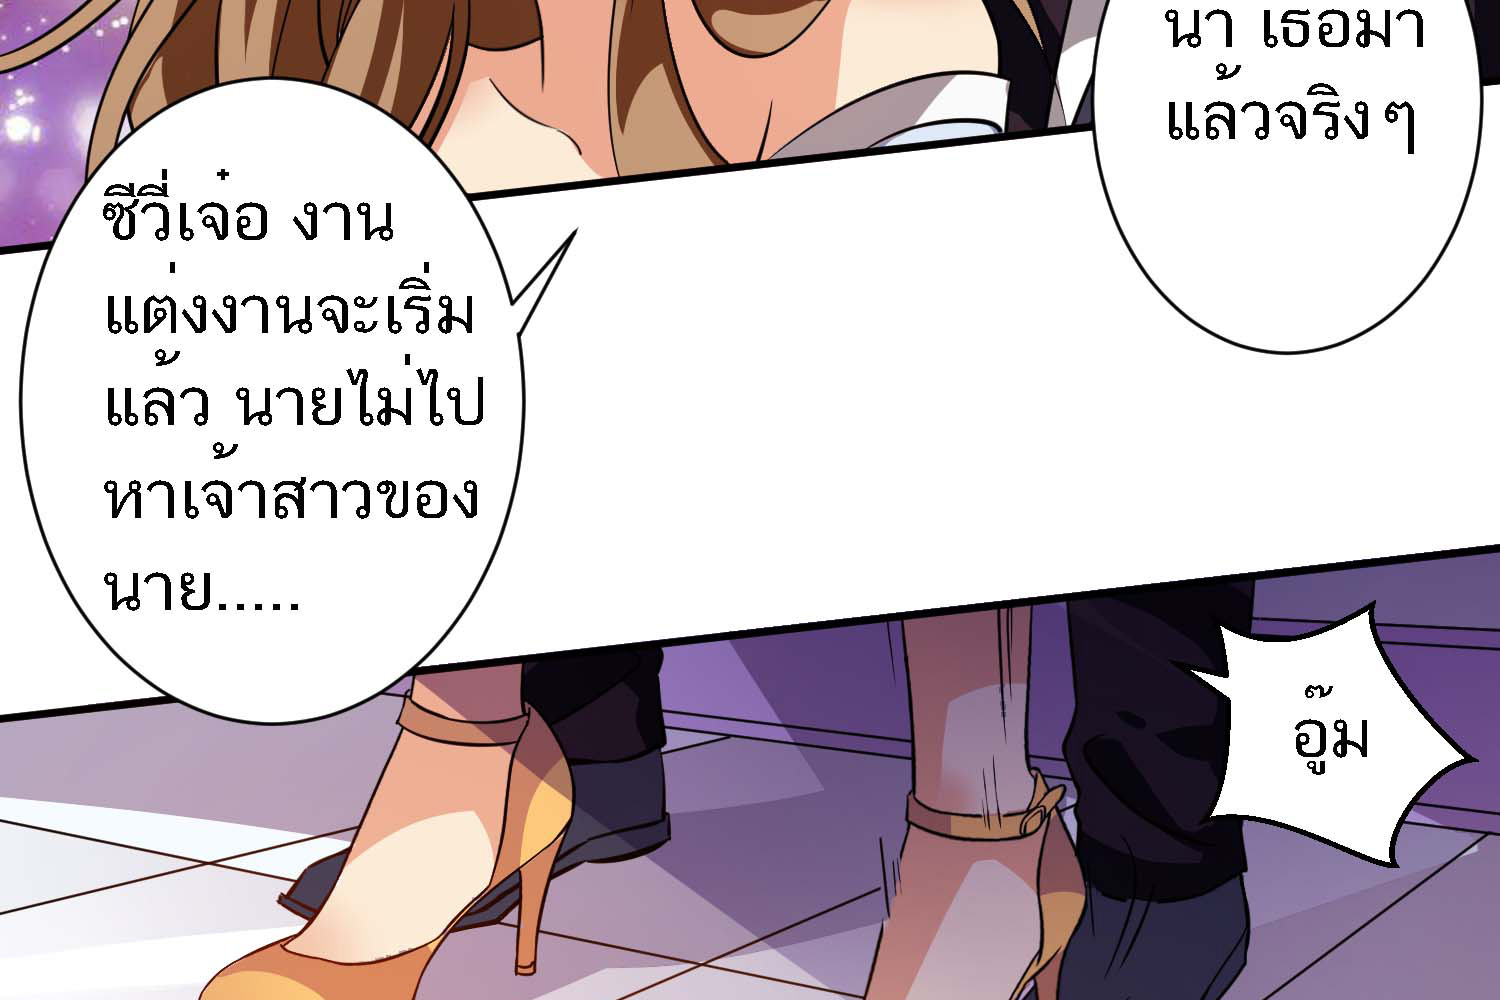 นา เธอมา
แล้วจริงๆ
ซีวี่เจ๋อ งาน
แต่งงานจะเริ่ม
แล้ว นายไม่ไป
หาเจ้าสาวของ
นาย.....
อู๊ม